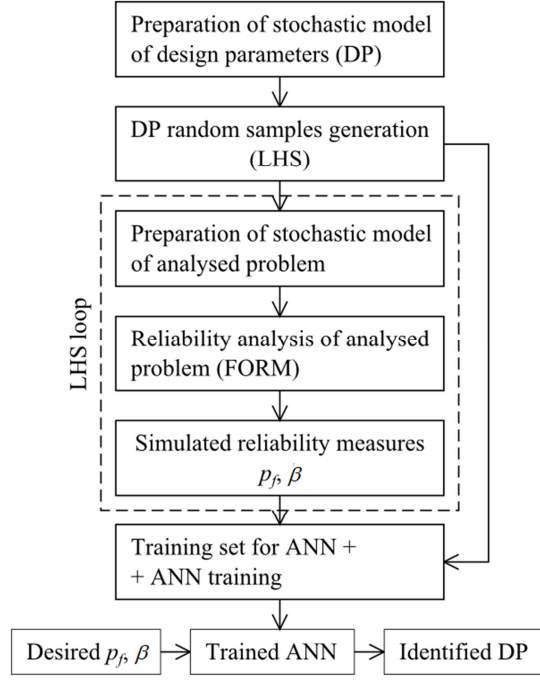 Preparation of stochastic model
of design parameters (DP)
DP random samples generation
(LHS)
LHS loop
Preparation of stochastic model
of analysed problem
Reliability analysis of analysed
problem (FORM)
Simulated reliability measures
p_f, β
Training set for ANN +
+ ANN training
Desired p_f, β
Trained ANN
Identified DP